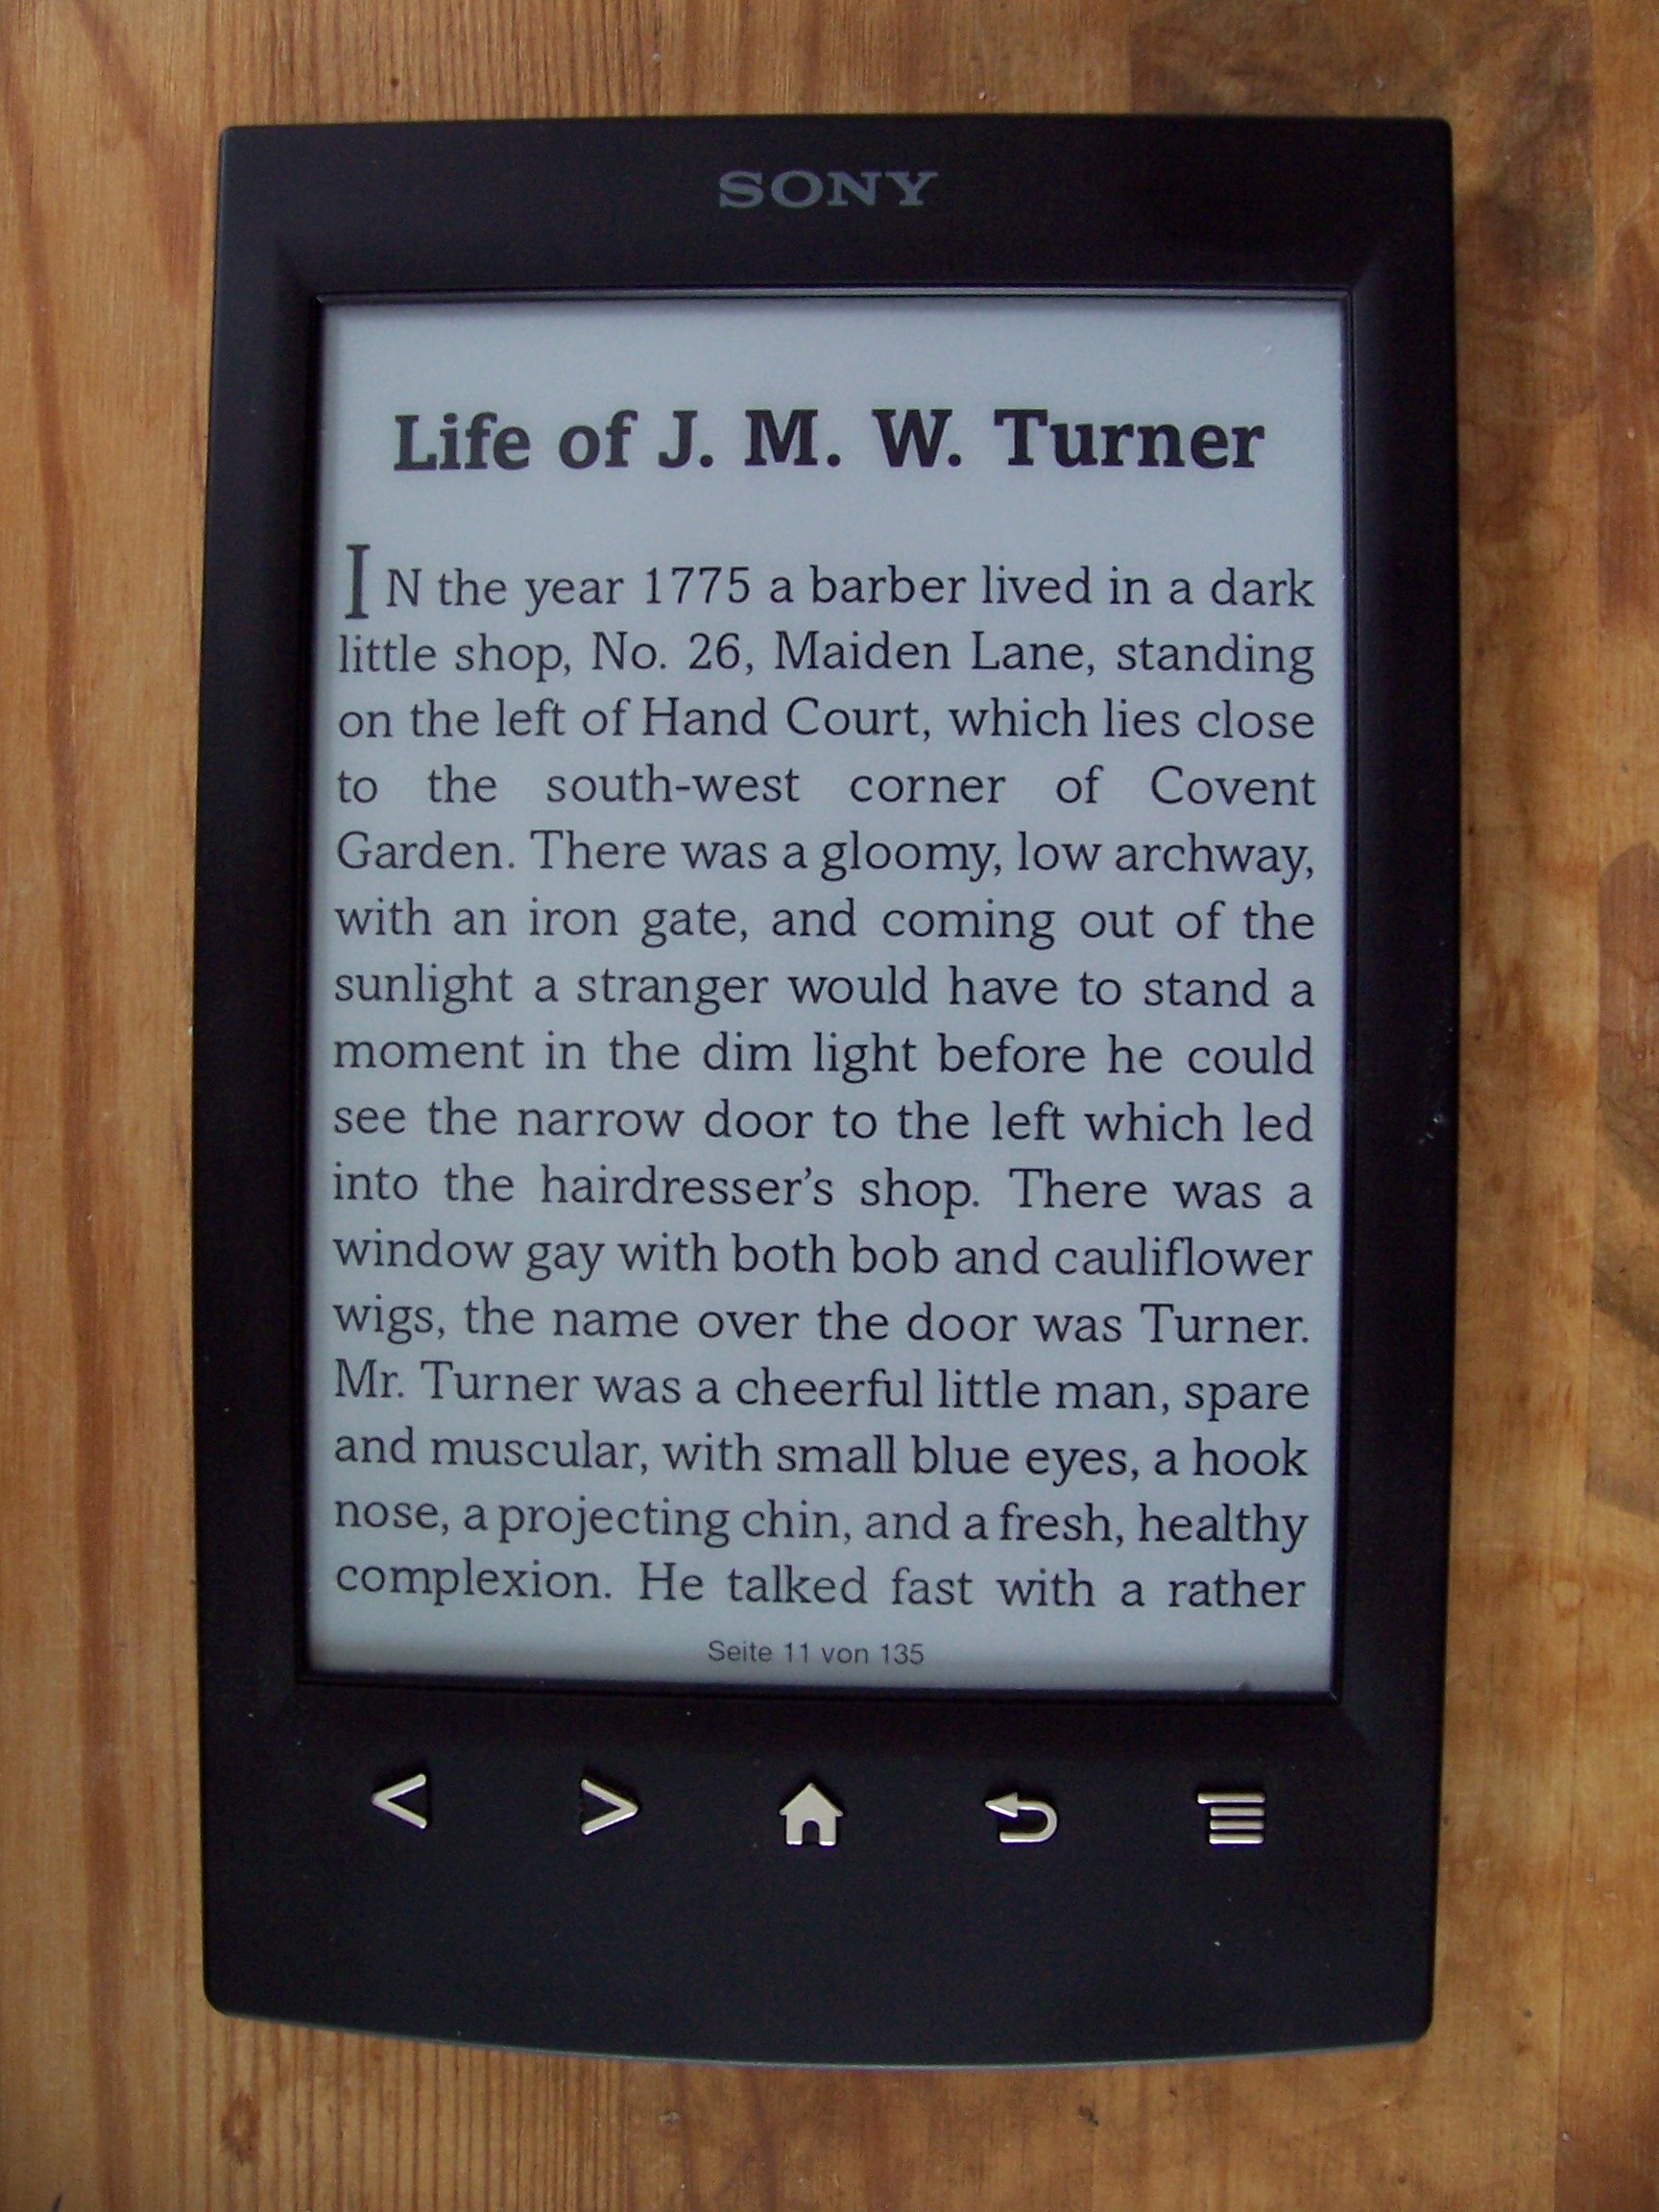 SONY
Life of J. M. W. Turner
IN the year 1775 a barber lived in a dark
little shop, No. 26, Maiden Lane, standing
on the left of Hand Court, which lies close
to the south-west corner of Covent
Garden. There was a gloomy, low archway,
with an iron gate, and coming out of the
sunlight a stranger would have to stand a
moment in the dim light before he could
see the narrow door to the left which led
into the hairdresser’s shop. There was a
window gay with both bob and cauliflower
wigs, the name over the door was Turner.
Mr. Turner was a cheerful little man, spare
and muscular, with small blue eyes, a hook
nose, a projecting chin, and a fresh, healthy
complexion. He talked fast with a rather
Seite 11 von 135